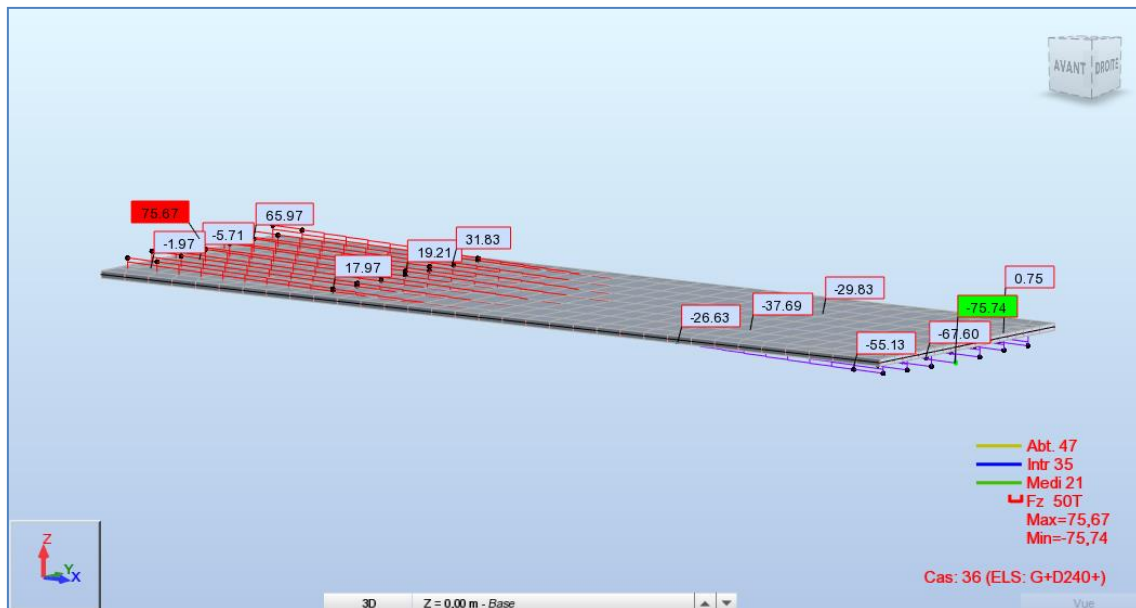 AVANT
DROITE
75.67
65.97
-5.71
-1.97
31.83
19.21
17.97
0.75
-29.83
-75.74
-37.69
-26.63
-67.60
-55.13
Abt. 47
Intr 35
Medi 21
Fz 50T
Max=75,67
Min=-75,74
Cas: 36 (ELS: G+D240+)
Z
Y
X
3D
Z = 0,00 m - Base
Vue